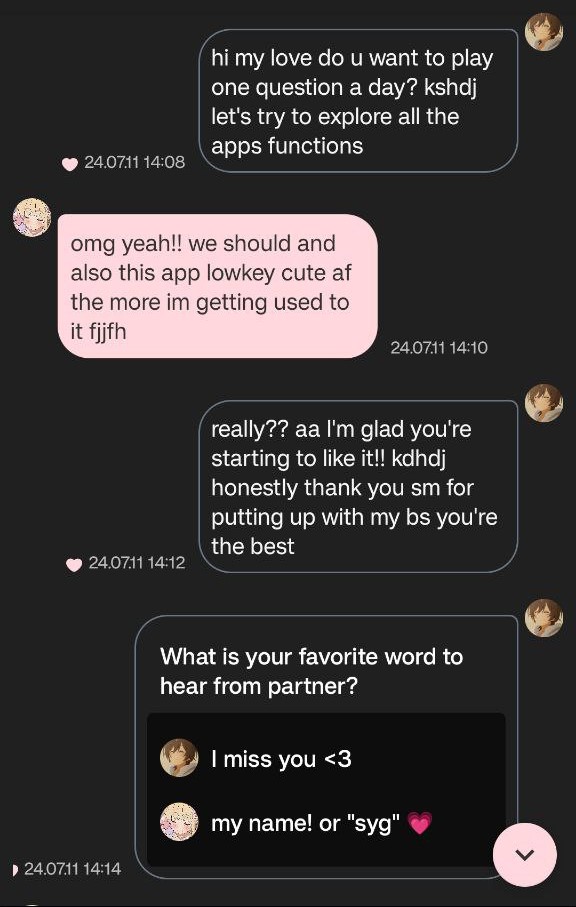 hi my love do u want to play
one question a day? kshdj
let's try to explore all the
apps functions
24.07.11 14:08
omg yeah!! we should and
also this app lowkey cute af
the more im getting used to
it fjjfh
24.07.11 14:10
really?? aa I'm glad you're
starting to like it!! kdhdj
honestly thank you sm for
putting up with my bs you're
the best
24.07.11 14:12
What is your favorite word to
hear from partner?
I miss you <3
my name! or "syg" 💗
24.07.11 14:14